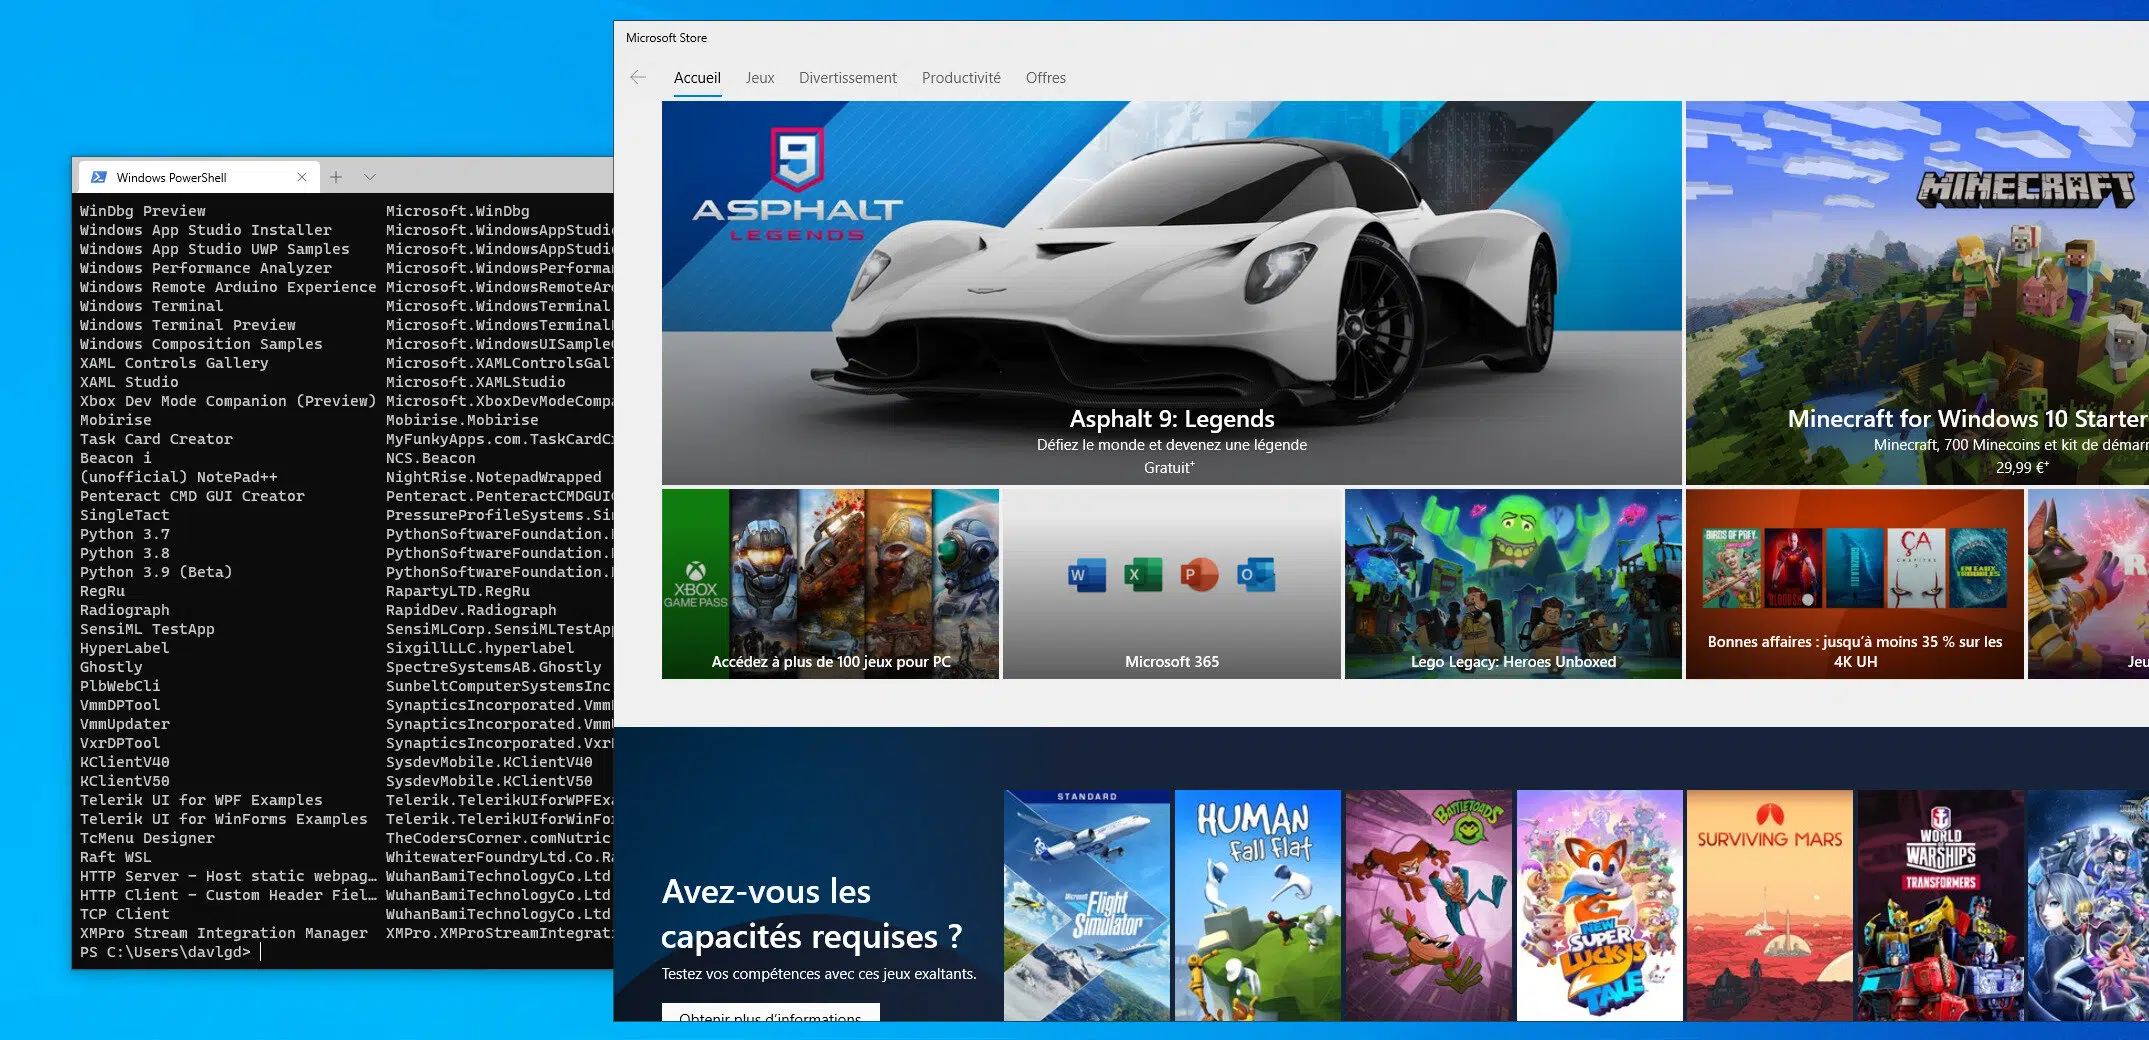 Microsoft Store
Accueil Jeux Divertissement Productivité Offres
Windows PowerShell
WinDbg Preview Microsoft.WinDbg
Windows App Studio Installer Microsoft.WindowsAppStudi
Windows App Studio UWP Samples Microsoft.WindowsAppStudi
Windows Performance Analyzer Microsoft.WindowsPerforma
Windows Remote Arduino Experience Microsoft.WindowsRemoteAr
Windows Terminal Microsoft.WindowsTerminal
Windows Terminal Preview Microsoft.WindowsTerminal
Windows Composition Samples Microsoft.WindowsUISample
XAML Controls Gallery Microsoft.XAMLControlsGal
XAML Studio Microsoft.XAMLStudio
Xbox Dev Mode Companion (Preview) Microsoft.XboxDevModeComp
Mobirise Mobirise.Mobirise
Task Card Creator MyFunkyApps.com.TaskCardC
Beacon i NCS.Beacon
(unofficial) NotePad++ NightRise.NotepadWrapped
Penteract CMD GUI Creator Penteract.PenteractCMDGUI
SingleTact PressureProfileSystems.Si
Python 3.7 PythonSoftwareFoundation.
Python 3.8 PythonSoftwareFoundation.
Python 3.9 (Beta) PythonSoftwareFoundation.
RegRu RapartyLTD.RegRu
Radiograph RapidDev.Radiograph
SensiML TestApp SensiMLCorp.SensiMLTestAp
HyperLabel SixgillLLC.hyperlabel
Ghostly SpectreSystemsAB.Ghostly
PlbWebCli SunbeltComputerSystemsInc
VmmDPTool SynapticsIncorporated.Vmm
VmmUpdater SynapticsIncorporated.Vmm
VxrDPTool SynapticsIncorporated.Vxr
KClientV40 SysdevMobile.KClientV40
KClientV50 SysdevMobile.KClientV50
Telerik UI for WPF Examples Telerik.TelerikUIforWPFEx
Telerik UI for WinForms Examples Telerik.TelerikUIforWinFo
TcMenu Designer TheCodersCorner.comNutric
Raft WSL WhitewaterFoundryLtd.Co.R
HTTP Server – Host static webpag… WuhanBamiTechnologyCo.Ltd
HTTP Client – Custom Header Fiel… WuhanBamiTechnologyCo.Ltd
TCP Client WuhanBamiTechnologyCo.Ltd
XMPro Stream Integration Manager XMPro.XMProStreamIntegrat
PS C:\Users\davlgd>
9
ASPHALT
LEGENDS
Asphalt 9: Legends
Défiez le monde et devenez une légende
Gratuit+
MINECRAFT
Minecraft for Windows 10 Starter
Minecraft, 700 Minecoins et kit de démarr
29,99 €+
XBOX
GAME PASS
Accédez à plus de 100 jeux pour PC
W X P O
Microsoft 365
Lego Legacy: Heroes Unboxed
BIRDS OF PREY
BLOODSH
GODZILLA II
ÇA
CHAPITRE 2
EN EAUX
TROUBLES
Bonnes affaires : jusqu'à moins 35 % sur les
4K UH
R
Jeu
Avez-vous les
capacités requises ?
Testez vos compétences avec ces jeux exaltants.
Obtenir plus d'informations
STANDARD
Microsoft
Flight
Simulator
HUMAN
fall flat
BATTLETOADS
NEW
SUPER
LUCKY'S
TALE
SURVIVING MARS
WORLD
OF
WARSHIPS
TRANSFORMERS